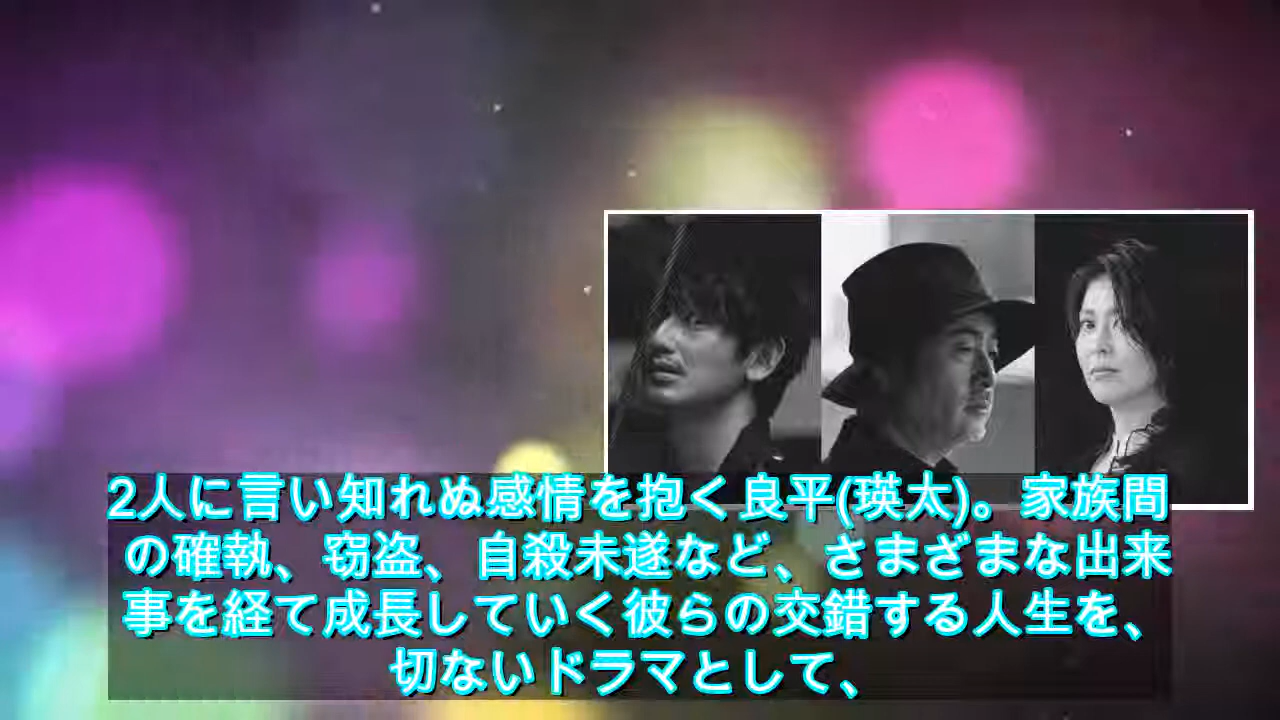 2人に言い知れぬ感情を抱く良平(瑛太)。家族間
の確執、窃盗、自殺未遂など、さまざまな出来
事を経て成長していく彼らの交錯する人生を、
切ないドラマとして、